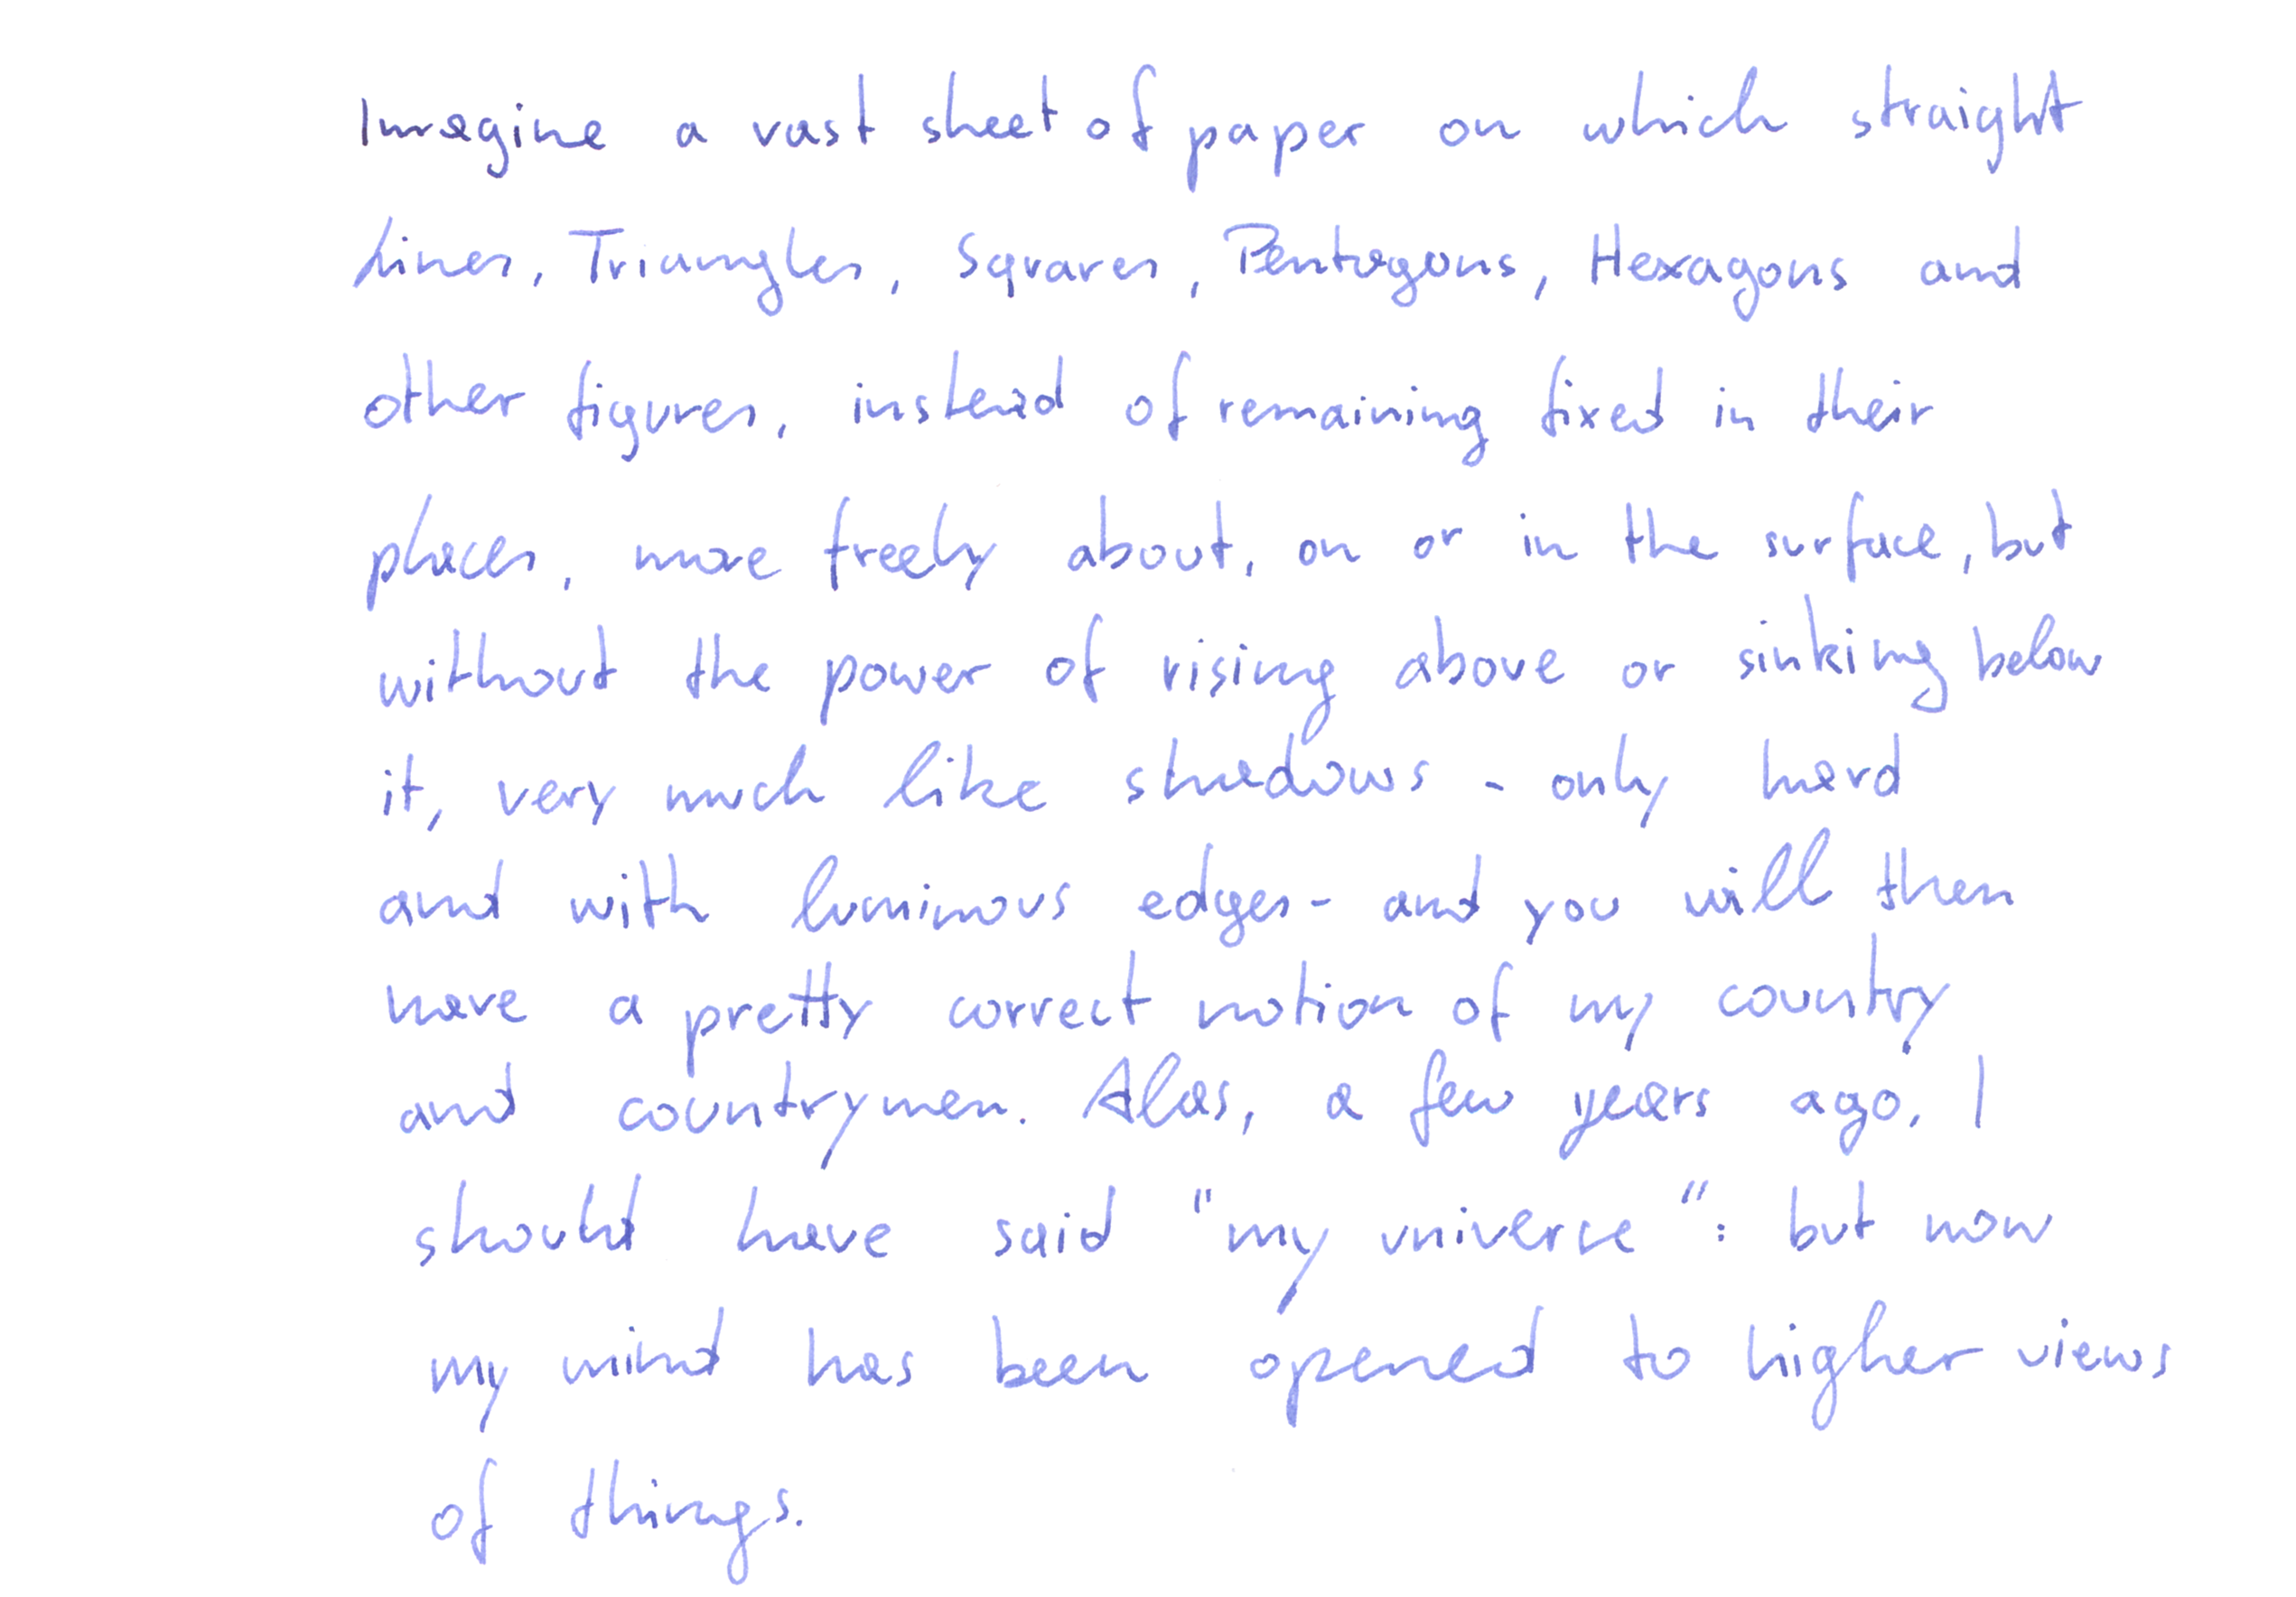 Imagine a vast sheet of paper on which straight
Lines, Triangles, Squares, Pentagons, Hexagons and
other figures, instead of remaining fixed in their
places, move freely about, on or in the surface, but
without the power of rising above or sinking below
it, very much like shadows - only hard
and with luminous edges - and you will then
have a pretty correct notion of my country
and countrymen. Alas, a few years ago, I
should have said "my universe": but now
my mind has been opened to higher views
of things.